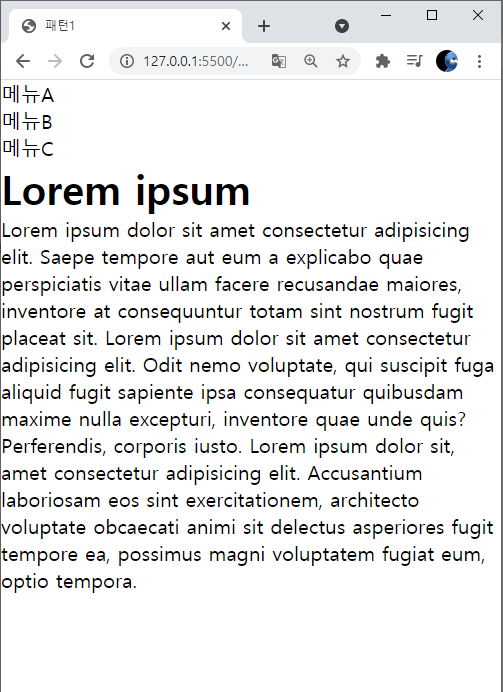 패턴1
127.0.0.1:5500/...
메뉴A
메뉴B
메뉴C
Lorem ipsum
Lorem ipsum dolor sit amet consectetur adipisicing
elit. Saepe tempore aut eum a explicabo quae
perspiciatis vitae ullam facere recusandae maiores,
inventore at consequuntur totam sint nostrum fugit
placeat sit. Lorem ipsum dolor sit amet consectetur
adipisicing elit. Odit nemo voluptate, qui suscipit fuga
aliquid fugit sapiente ipsa consequatur quibusdam
maxime nulla excepturi, inventore quae unde quis?
Perferendis, corporis iusto. Lorem ipsum dolor sit,
amet consectetur adipisicing elit. Accusantium
laboriosam eos sint exercitationem, architecto
voluptate obcaecati animi sit delectus asperiores fugit
tempore ea, possimus magni voluptatem fugiat eum,
optio tempora.